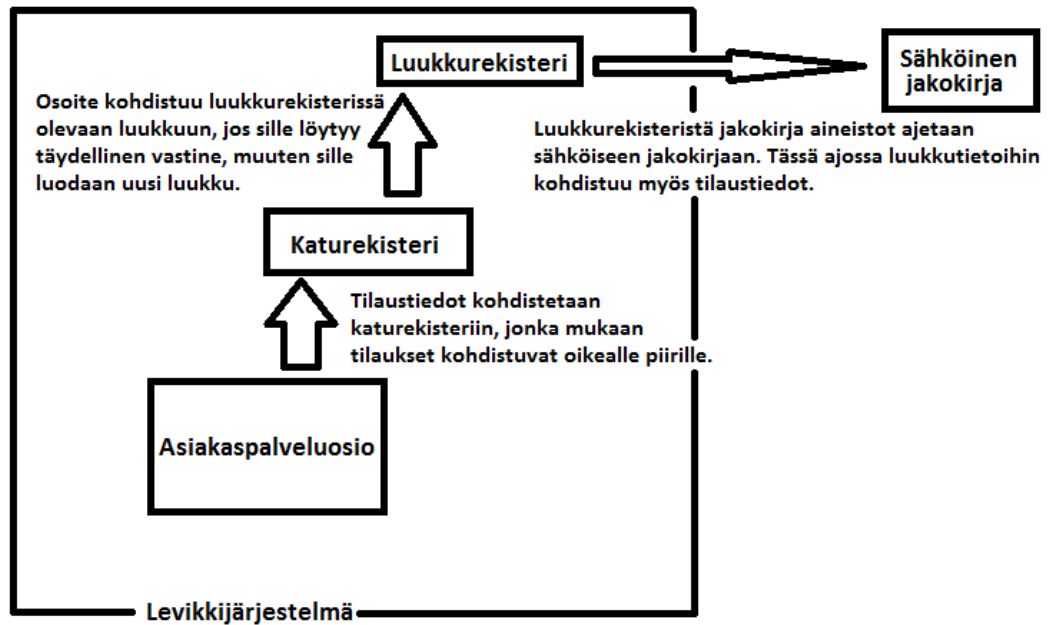 Luukkurekisteri
Sähköinen
jakokirja
Osoite kohdistuu luukkurekisterissä
olevaan luukkuun, jos sille löytyy
täydellinen vastine, muuten sille
luodaan uusi luukku.
Luukkurekisteristä jakokirja aineistot ajetaan
sähköiseen jakokirjaan. Tässä ajossa luukkutietoihin
kohdistuu myös tilaustiedot.
Katurekisteri
Tilaustiedot kohdistetaan
katurekisteriin, jonka mukaan
tilaukset kohdistuvat oikealle piirille.
Asiakaspalveluosio
Levikkijärjestelmä